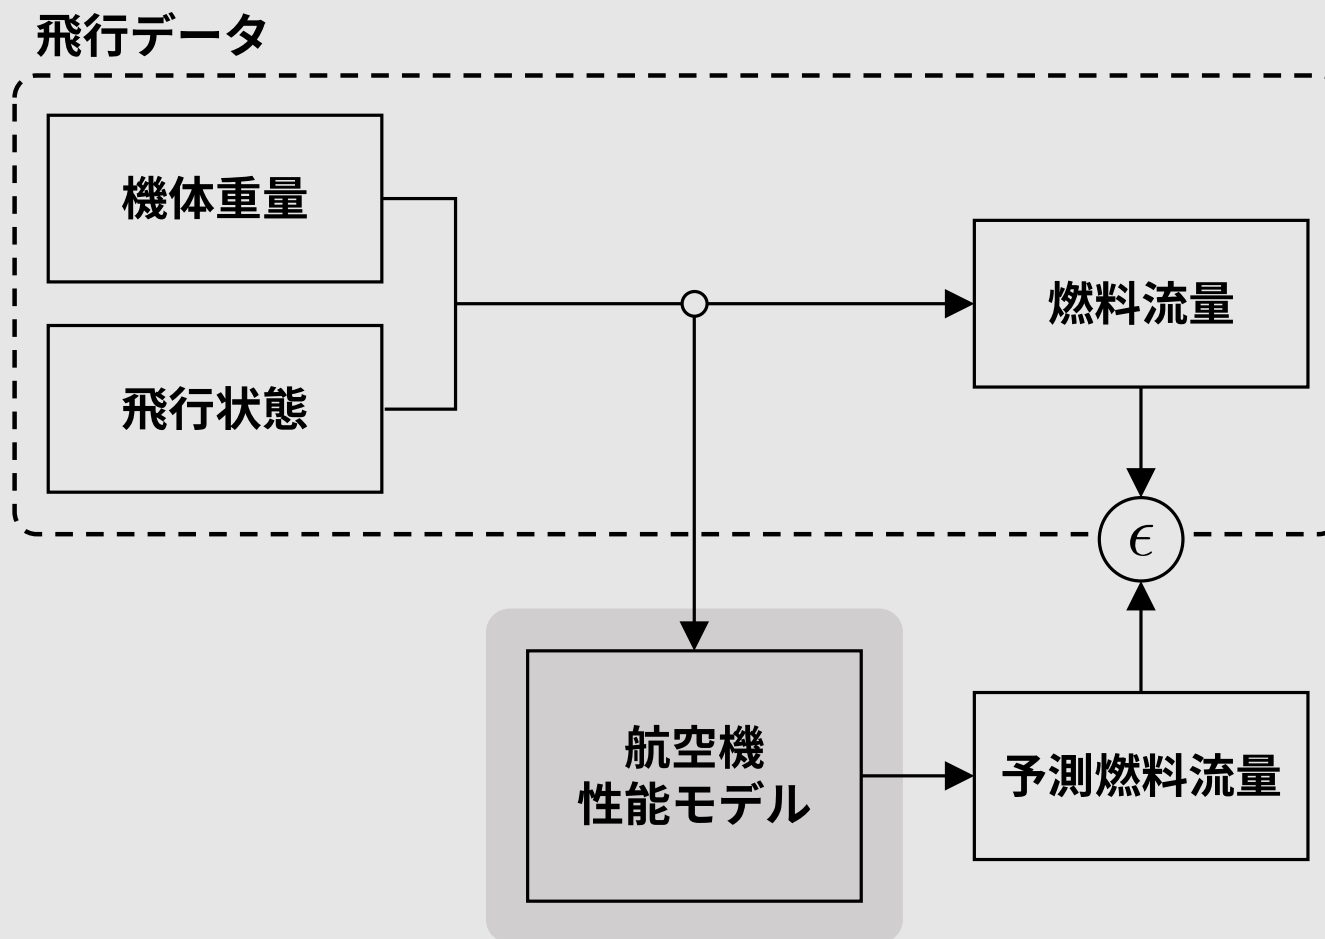 飛行データ
機体重量
飛行状態
燃料流量
ϵ
航空機
性能モデル
予測燃料流量